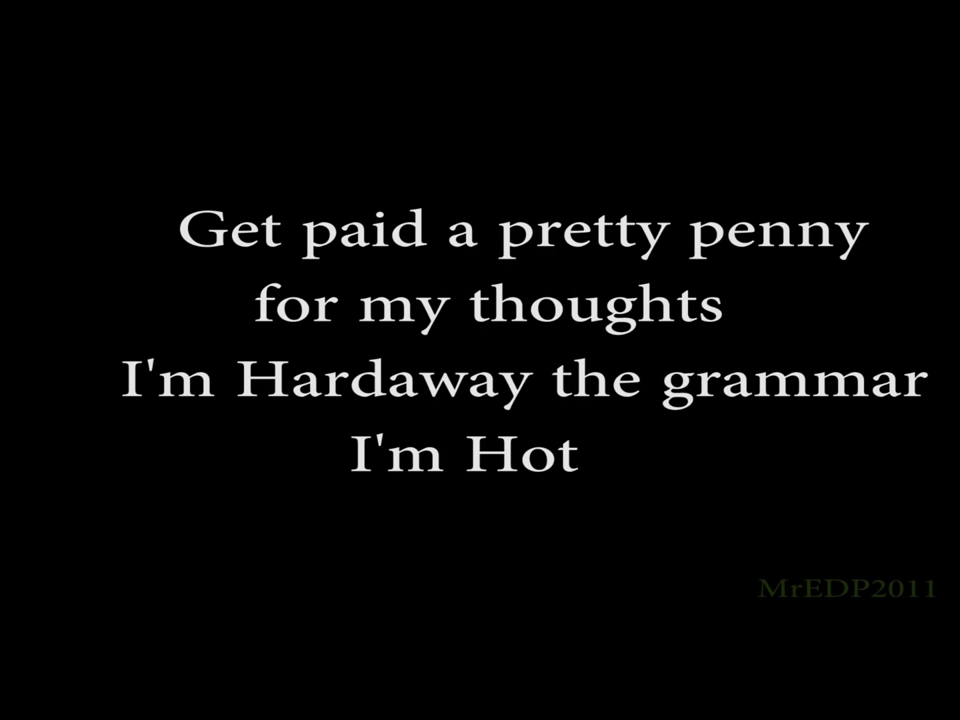 Get paid a pretty penny
for my thoughts
I'm Hardaway the grammar
I'm Hot
MrEDP2011